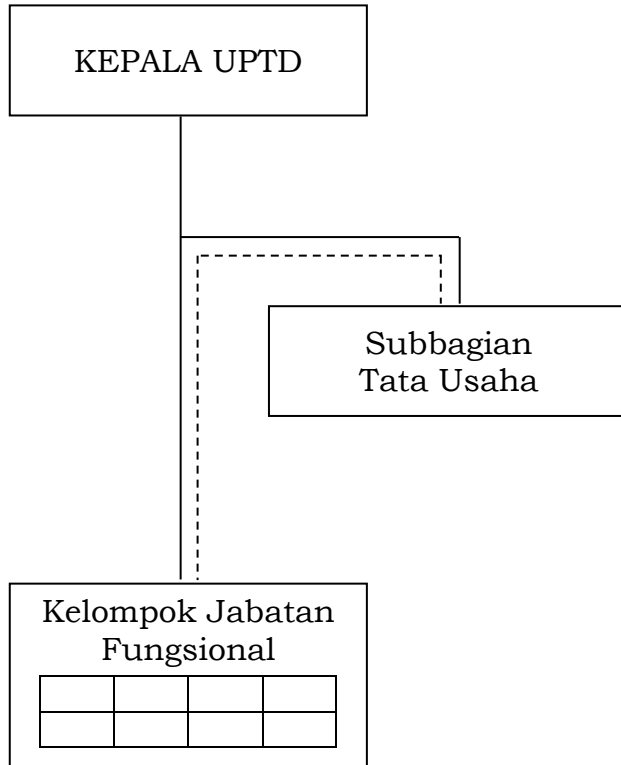 KEPALA UPTD
Subbagian
Tata Usaha
Kelompok Jabatan
Fungsional